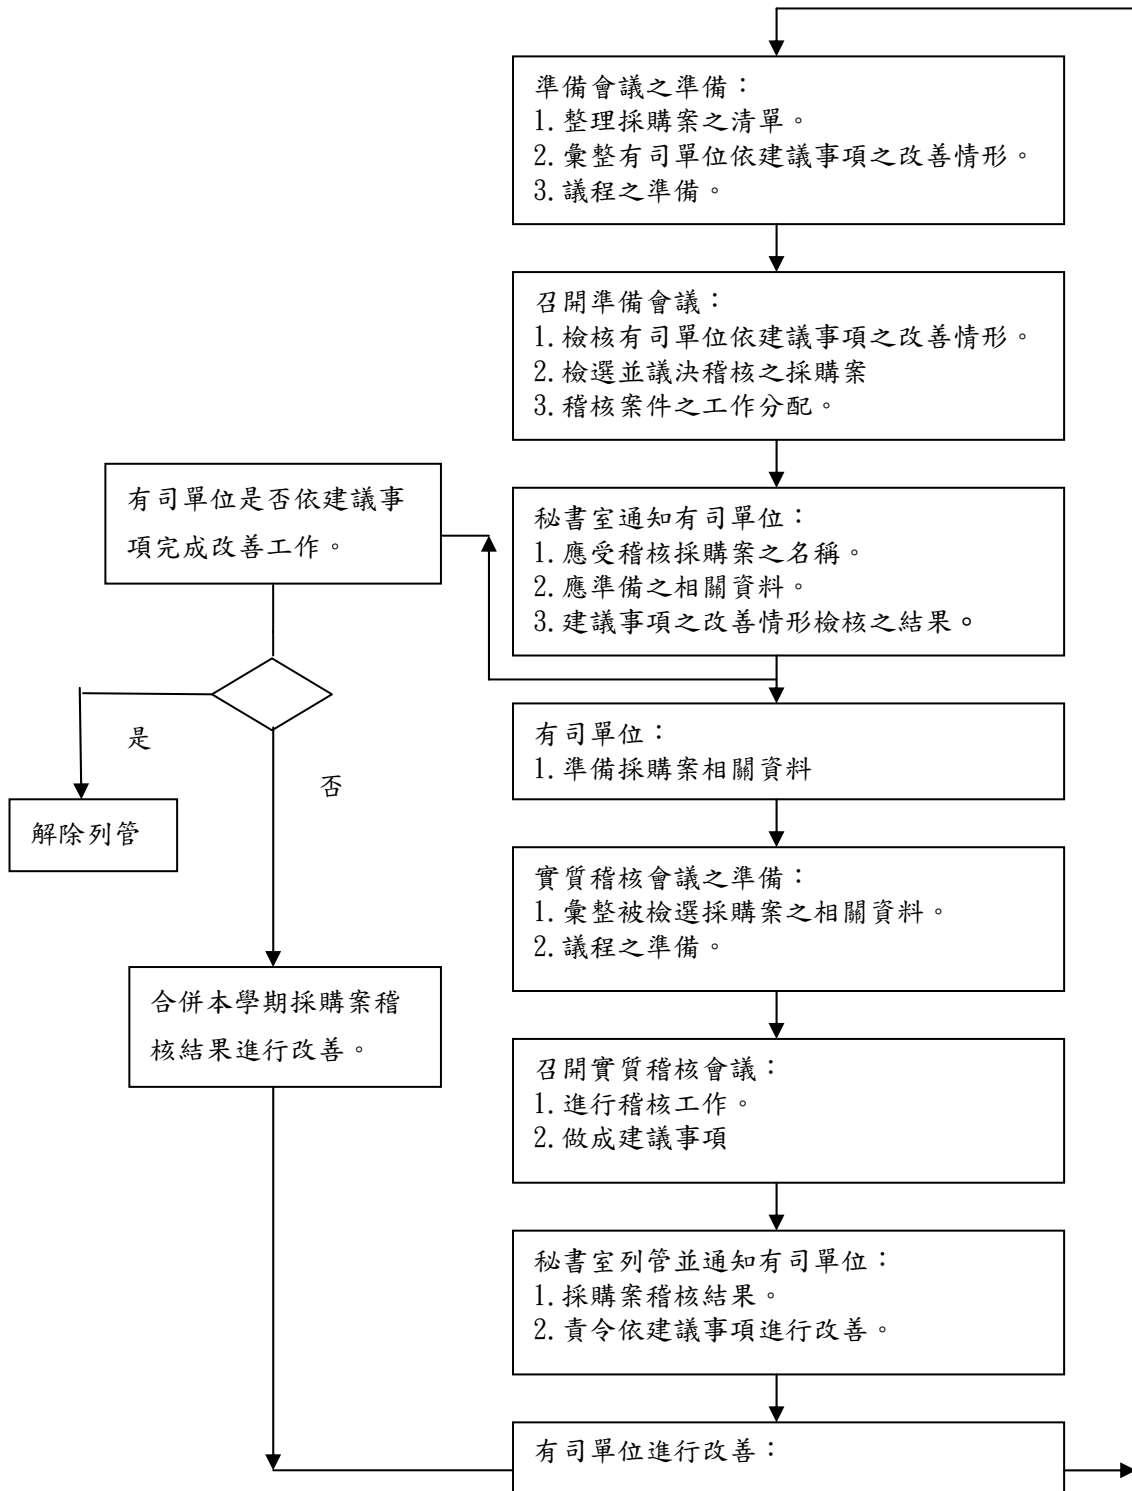 準備會議之準備：
1.整理採購案之清單。
2.彙整有司單位依建議事項之改善情形。
3.議程之準備。
召開準備會議：
1.檢核有司單位依建議事項之改善情形。
2.檢選並議決稽核之採購案
3.稽核案件之工作分配。
有司單位是否依建議事
項完成改善工作。
秘書室通知有司單位：
1.應受稽核採購案之名稱。
2.應準備之相關資料。
3.建議事項之改善情形檢核之結果。
是
否
解除列管
有司單位：
1.準備採購案相關資料
實質稽核會議之準備：
1.彙整被檢選採購案之相關資料。
2.議程之準備。
合併本學期採購案稽
核結果進行改善。
召開實質稽核會議：
1.進行稽核工作。
2.做成建議事項
秘書室列管並通知有司單位：
1.採購案稽核結果。
2.責令依建議事項進行改善。
有司單位進行改善：